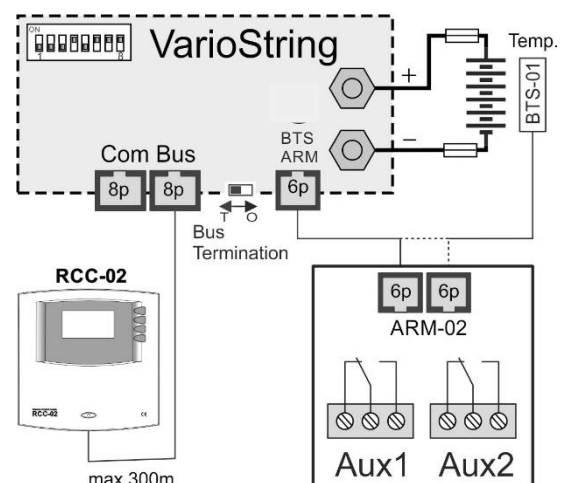 ON
1 8
VarioString
Temp.
BTS-01
+
−
BTS
ARM
Com Bus
8p 8p
6p
T O
Bus
Termination
RCC-02
6p 6p
ARM-02
RCC-02
CE
Aux1 Aux2
max 300m